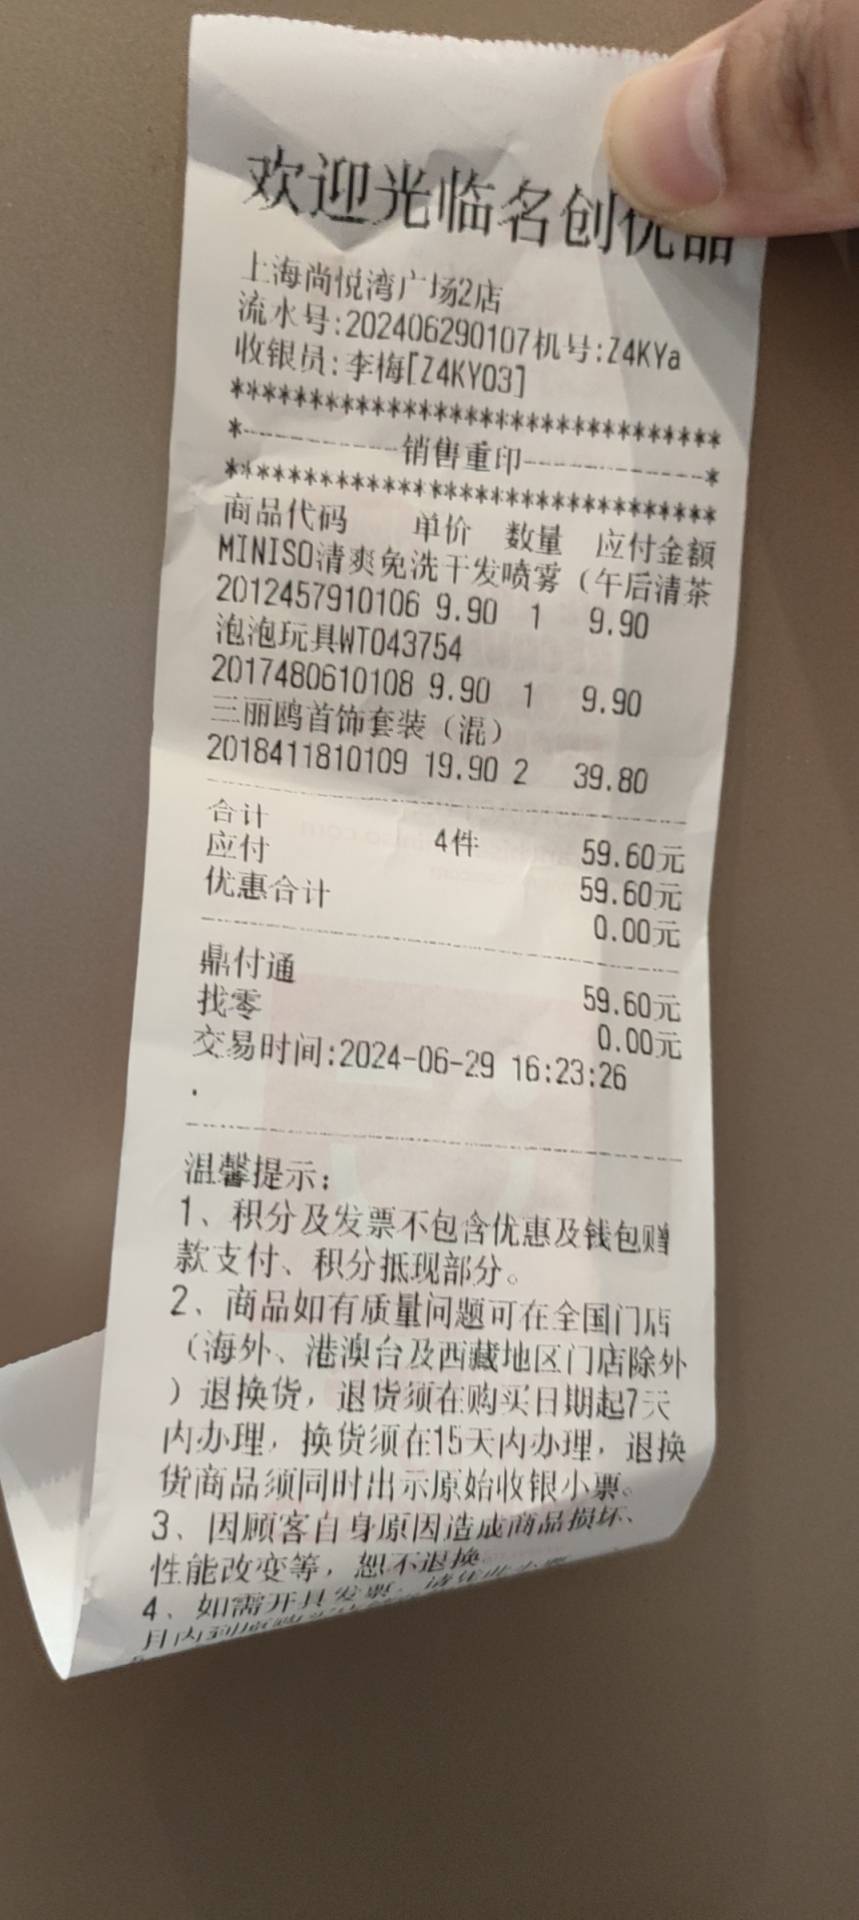 欢迎光临名创优品
上海尚悦湾广场2店
流水号:202406290107机号:Z4KYa
收银员:李梅[Z4KY03]
********************************
*-----------销售重印-------------*
********************************
商品代码 单价 数量 应付金额
MINISO清爽免洗干发喷雾（午后清茶
2012457910106 9.90 1 9.90
泡泡玩具WT043754
2017480610108 9.90 1 9.90
三丽鸥首饰套装（混）
2018411810109 19.90 2 39.80
合计 4件 59.60元
应付 59.60元
优惠合计 0.00元
鼎付通 59.60元
找零 0.00元
交易时间:2024-06-29 16:23:26
.
温馨提示:
1、积分及发票不包含优惠及钱包赠
款支付、积分抵现部分。
2、商品如有质量问题可在全国门店
（海外、港澳台及西藏地区门店除外
）退换货，退货须在购买日期起7天
内办理，换货须在15天内办理，退换
货商品须同时出示原始收银小票。
3、因顾客自身原因造成商品损坏、
性能改变等，恕不退换
4、如需开具发票，请凭此小票
月内到原购